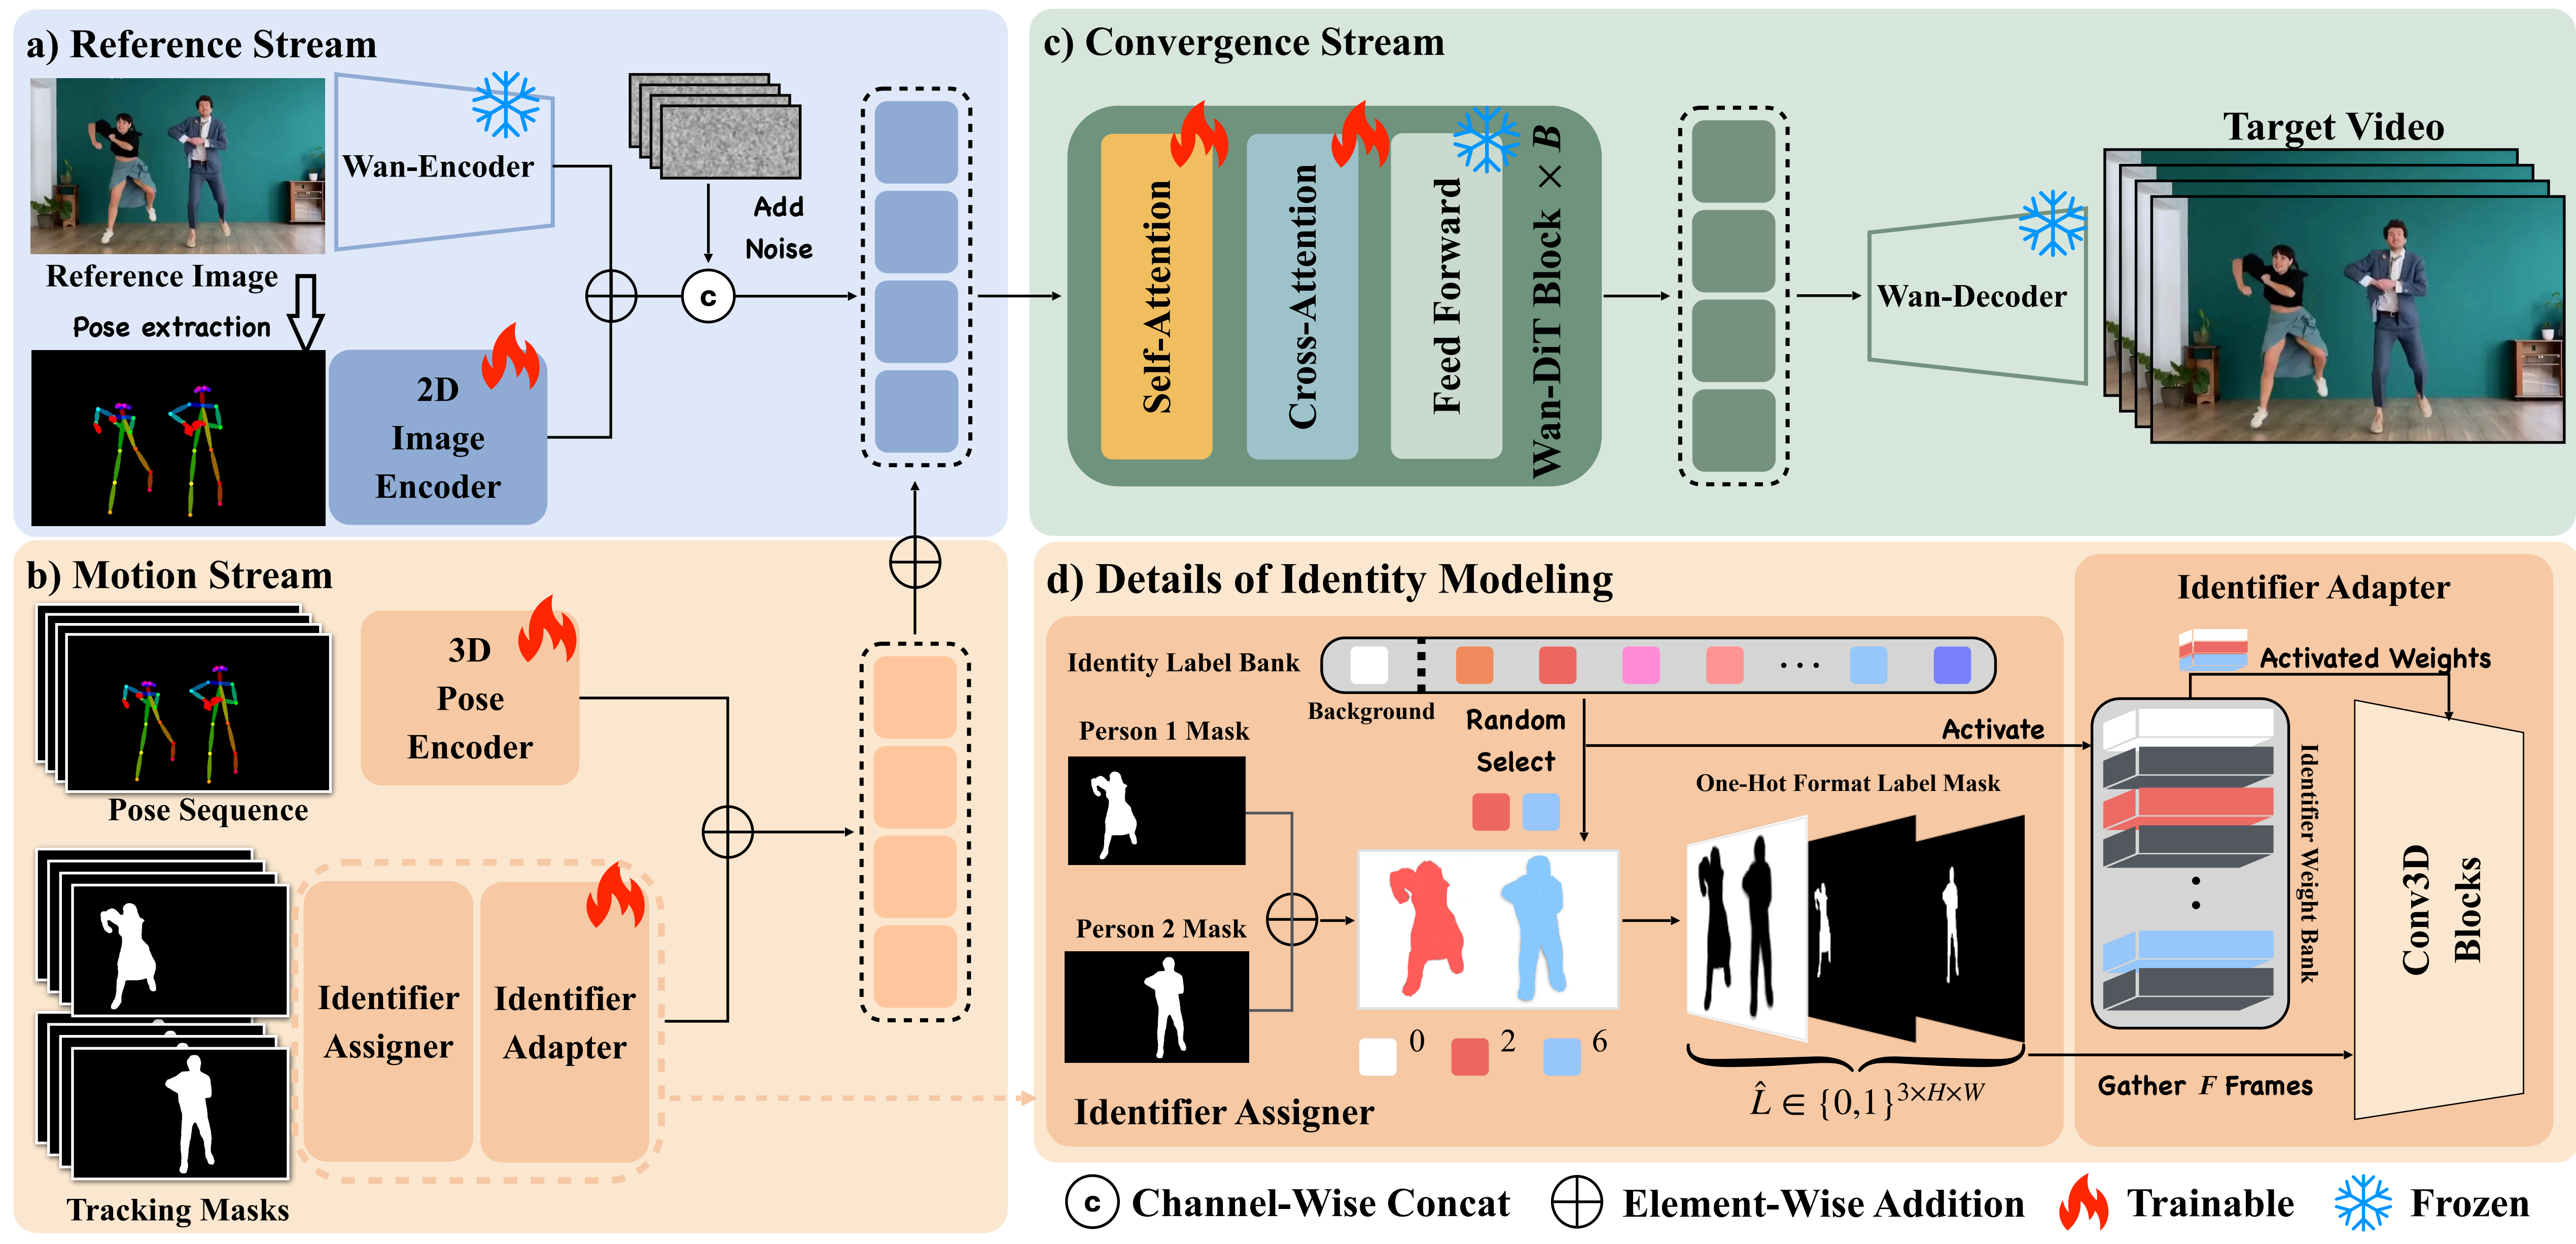 a) Reference Stream
Wan-Encoder
Add
Noise
Reference Image
Pose extraction
c
2D
Image
Encoder
b) Motion Stream
3D
Pose
Encoder
Pose Sequence
Identifier
Assigner
Identifier
Adapter
Tracking Masks
c) Convergence Stream
Self-Attention
Cross-Attention
Feed Forward
Wan-DiT Block × B
Wan-Decoder
Target Video
d) Details of Identity Modeling
Identity Label Bank
...
Background
Random
Select
Person 1 Mask
Person 2 Mask
0
2
6
Activate
One-Hot Format Label Mask
L̂ ∈ {0,1}^{3×H×W}
Identifier Assigner
Identifier Adapter
Activated Weights
Identifier Weight Bank
Conv3D
Blocks
Gather F Frames
c Channel-Wise Concat
Element-Wise Addition
Trainable
Frozen